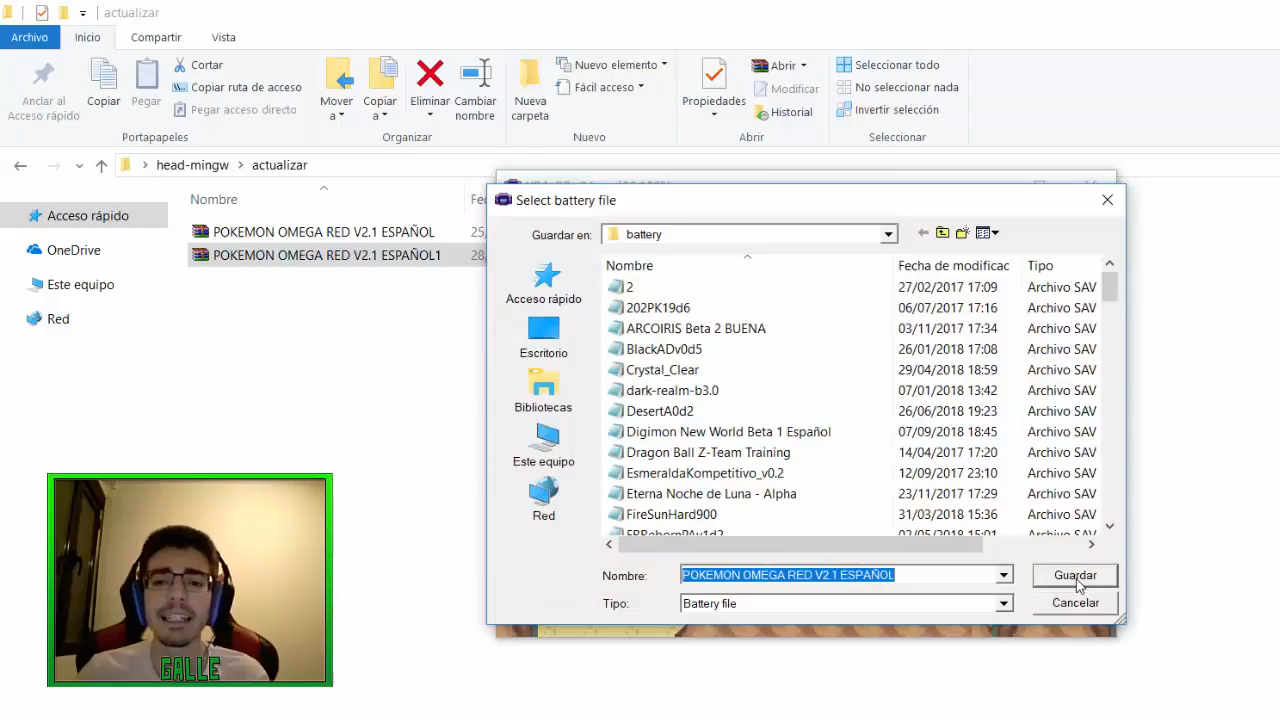 actualizar
Archivo
Inicio
Compartir
Vista
Anclar al
Acceso rápido
Copiar
Pegar
Cortar
Copiar ruta de acceso
Pegar acceso directo
Portapapeles
Mover
a
Copiar
a
Eliminar
Cambiar
nombre
Organizar
Nueva
carpeta
Nuevo elemento
Fácil acceso
Nuevo
Propiedades
Abrir
Modificar
Historial
Abrir
Seleccionar todo
No seleccionar nada
Invertir selección
Seleccionar
head-mingw
actualizar
Nombre
Acceso rápido
OneDrive
Este equipo
Red
POKEMON OMEGA RED V2.1 ESPAÑOL 25/
POKEMON OMEGA RED V2.1 ESPAÑOL1 28/
Select battery file
Guardar en: battery
Acceso rápido
Escritorio
Bibliotecas
Este equipo
Red
Nombre Fecha de modificac Tipo
2 27/02/2017 17:09 Archivo SAV
202PK19d6 06/07/2017 17:16 Archivo SAV
ARCOIRIS Beta 2 BUENA 03/11/2017 17:34 Archivo SAV
BlackADv0d5 26/01/2018 17:08 Archivo SAV
Crystal_Clear 29/04/2018 18:59 Archivo SAV
dark-realm-b3.0 07/01/2018 13:42 Archivo SAV
DesertA0d2 26/06/2018 19:23 Archivo SAV
Digimon New World Beta 1 Español 07/09/2018 18:45 Archivo SAV
Dragon Ball Z-Team Training 14/04/2017 17:20 Archivo SAV
EsmeraldaKompetitivo_v0.2 12/09/2017 23:10 Archivo SAV
Eterna Noche de Luna - Alpha 23/11/2017 17:29 Archivo SAV
FireSunHard900 31/03/2018 15:36 Archivo SAV
Nombre: POKEMON OMEGA RED V2.1 ESPAÑOL Guardar
Tipo: Battery file Cancelar
GALLE